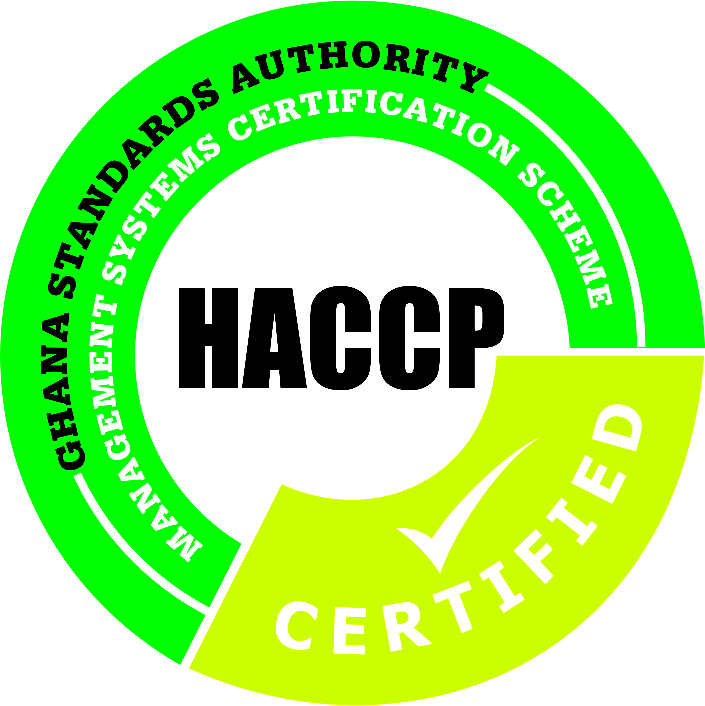 GHANA STANDARDS AUTHORITY
MANAGEMENT SYSTEMS CERTIFICATION SCHEME
HACCP
CERTIFIED